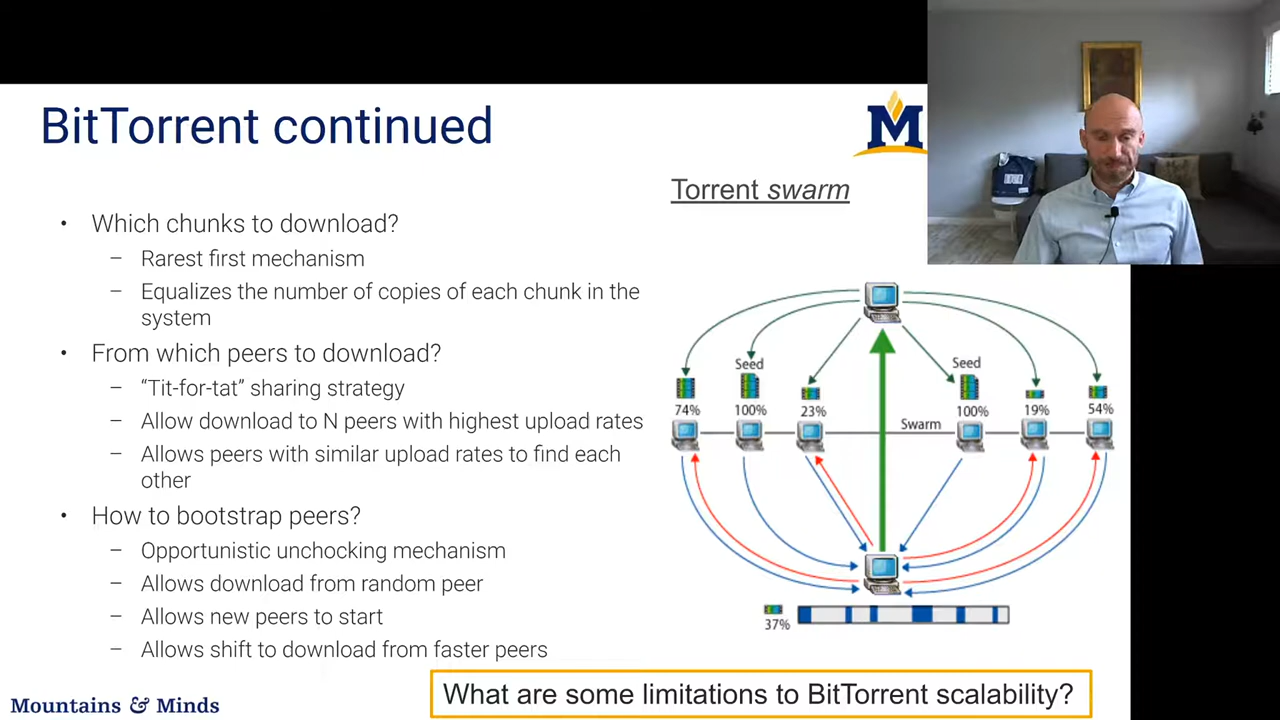 BitTorrent continued
M
Torrent swarm
• Which chunks to download?
– Rarest first mechanism
– Equalizes the number of copies of each chunk in the
system
• From which peers to download?
– “Tit-for-tat” sharing strategy
– Allow download to N peers with highest upload rates
– Allows peers with similar upload rates to find each
other
• How to bootstrap peers?
– Opportunistic unchocking mechanism
– Allows download from random peer
– Allows new peers to start
– Allows shift to download from faster peers
Seed
Seed
74%
100%
23%
100%
19%
54%
Swarm
37%
What are some limitations to BitTorrent scalability?
Mountains & Minds